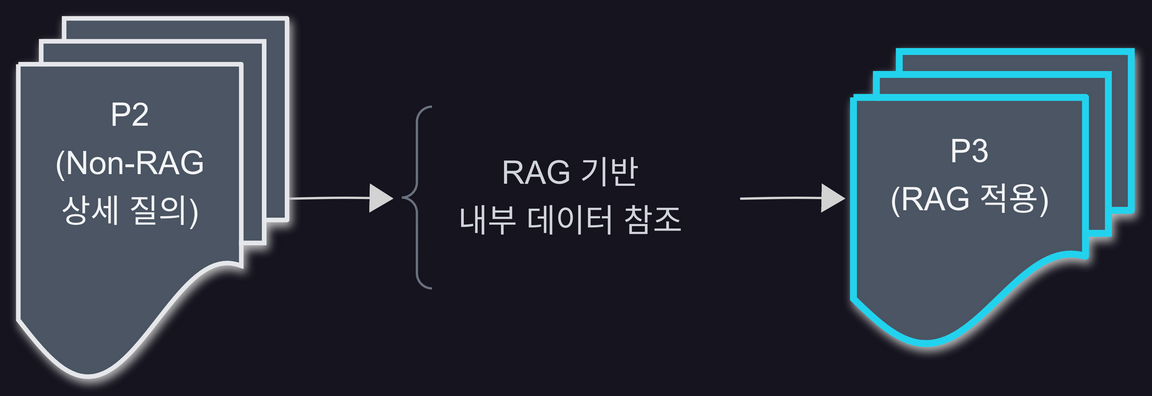 P2
(Non-RAG
상세 질의)
RAG 기반
내부 데이터 참조
P3
(RAG 적용)